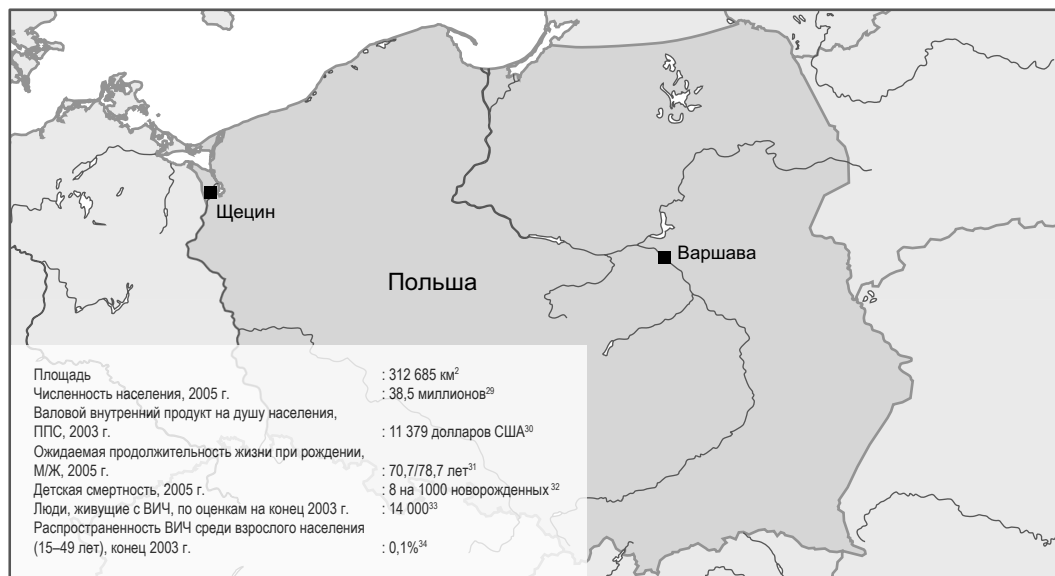 Щецин
Варшава
Польша
Площадь : 312 685 км²
Численность населения, 2005 г. : 38,5 миллионов²⁹
Валовой внутренний продукт на душу населения,
ППС, 2003 г. : 11 379 долларов США³⁰
Ожидаемая продолжительность жизни при рождении,
М/Ж, 2005 г. : 70,7/78,7 лет³¹
Детская смертность, 2005 г. : 8 на 1000 новорожденных ³²
Люди, живущие с ВИЧ, по оценкам на конец 2003 г. : 14 000³³
Распространенность ВИЧ среди взрослого населения
(15–49 лет), конец 2003 г. : 0,1%³⁴